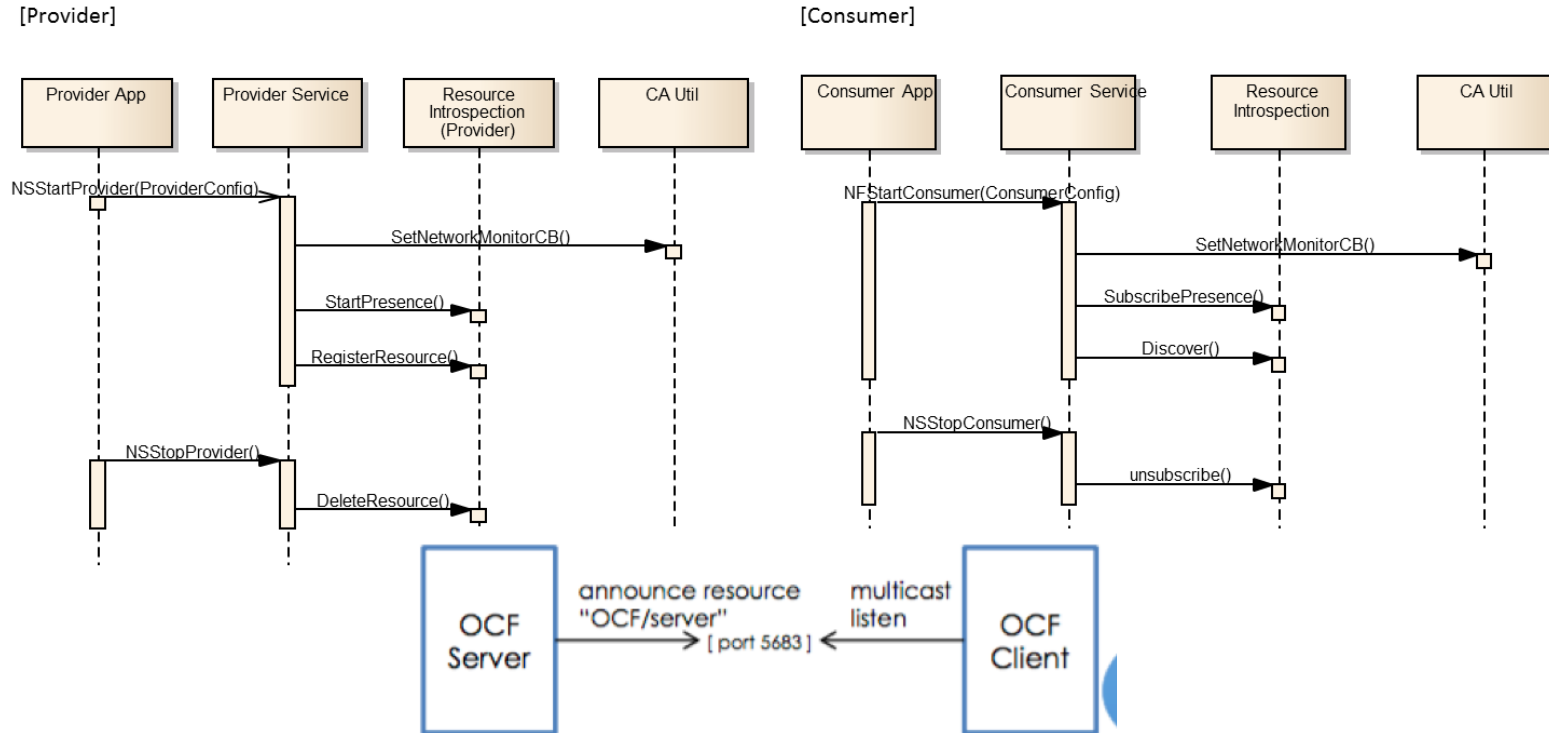 [Provider]
[Consumer]
Provider App
Provider Service
Resource
Introspection
(Provider)
CA Util
Consumer App
Consumer Service
Resource
Introspection
CA Util
NSStartProvider(ProviderConfig)
SetNetworkMonitorCB()
StartPresence()
RegisterResource()
NSStopProvider()
DeleteResource()
NFStartConsumer(ConsumerConfig)
SetNetworkMonitorCB()
SubscribePresence()
Discover()
NSStopConsumer()
unsubscribe()
OCF
Server
announce resource
"OCF/server"
[ port 5683 ]
multicast
listen
OCF
Client